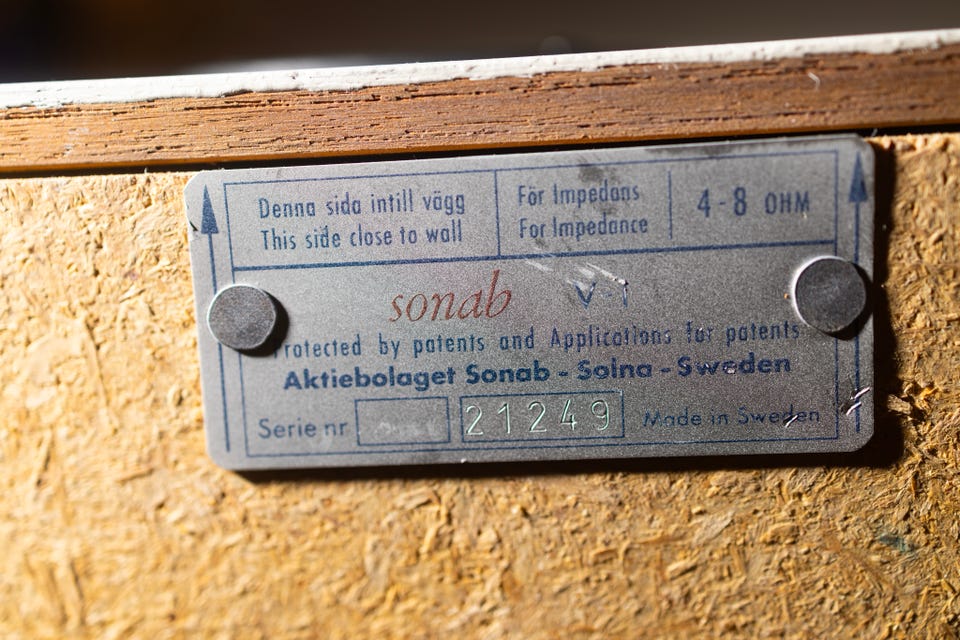 Denna sida intill vägg
This side close to wall
För Impedans
For Impedance
4 - 8 OHM
sonab V-1
Protected by patents and Applications for patents
Aktiebolaget Sonab - Solna - Sweden
Serie nr 21249 Made in Sweden